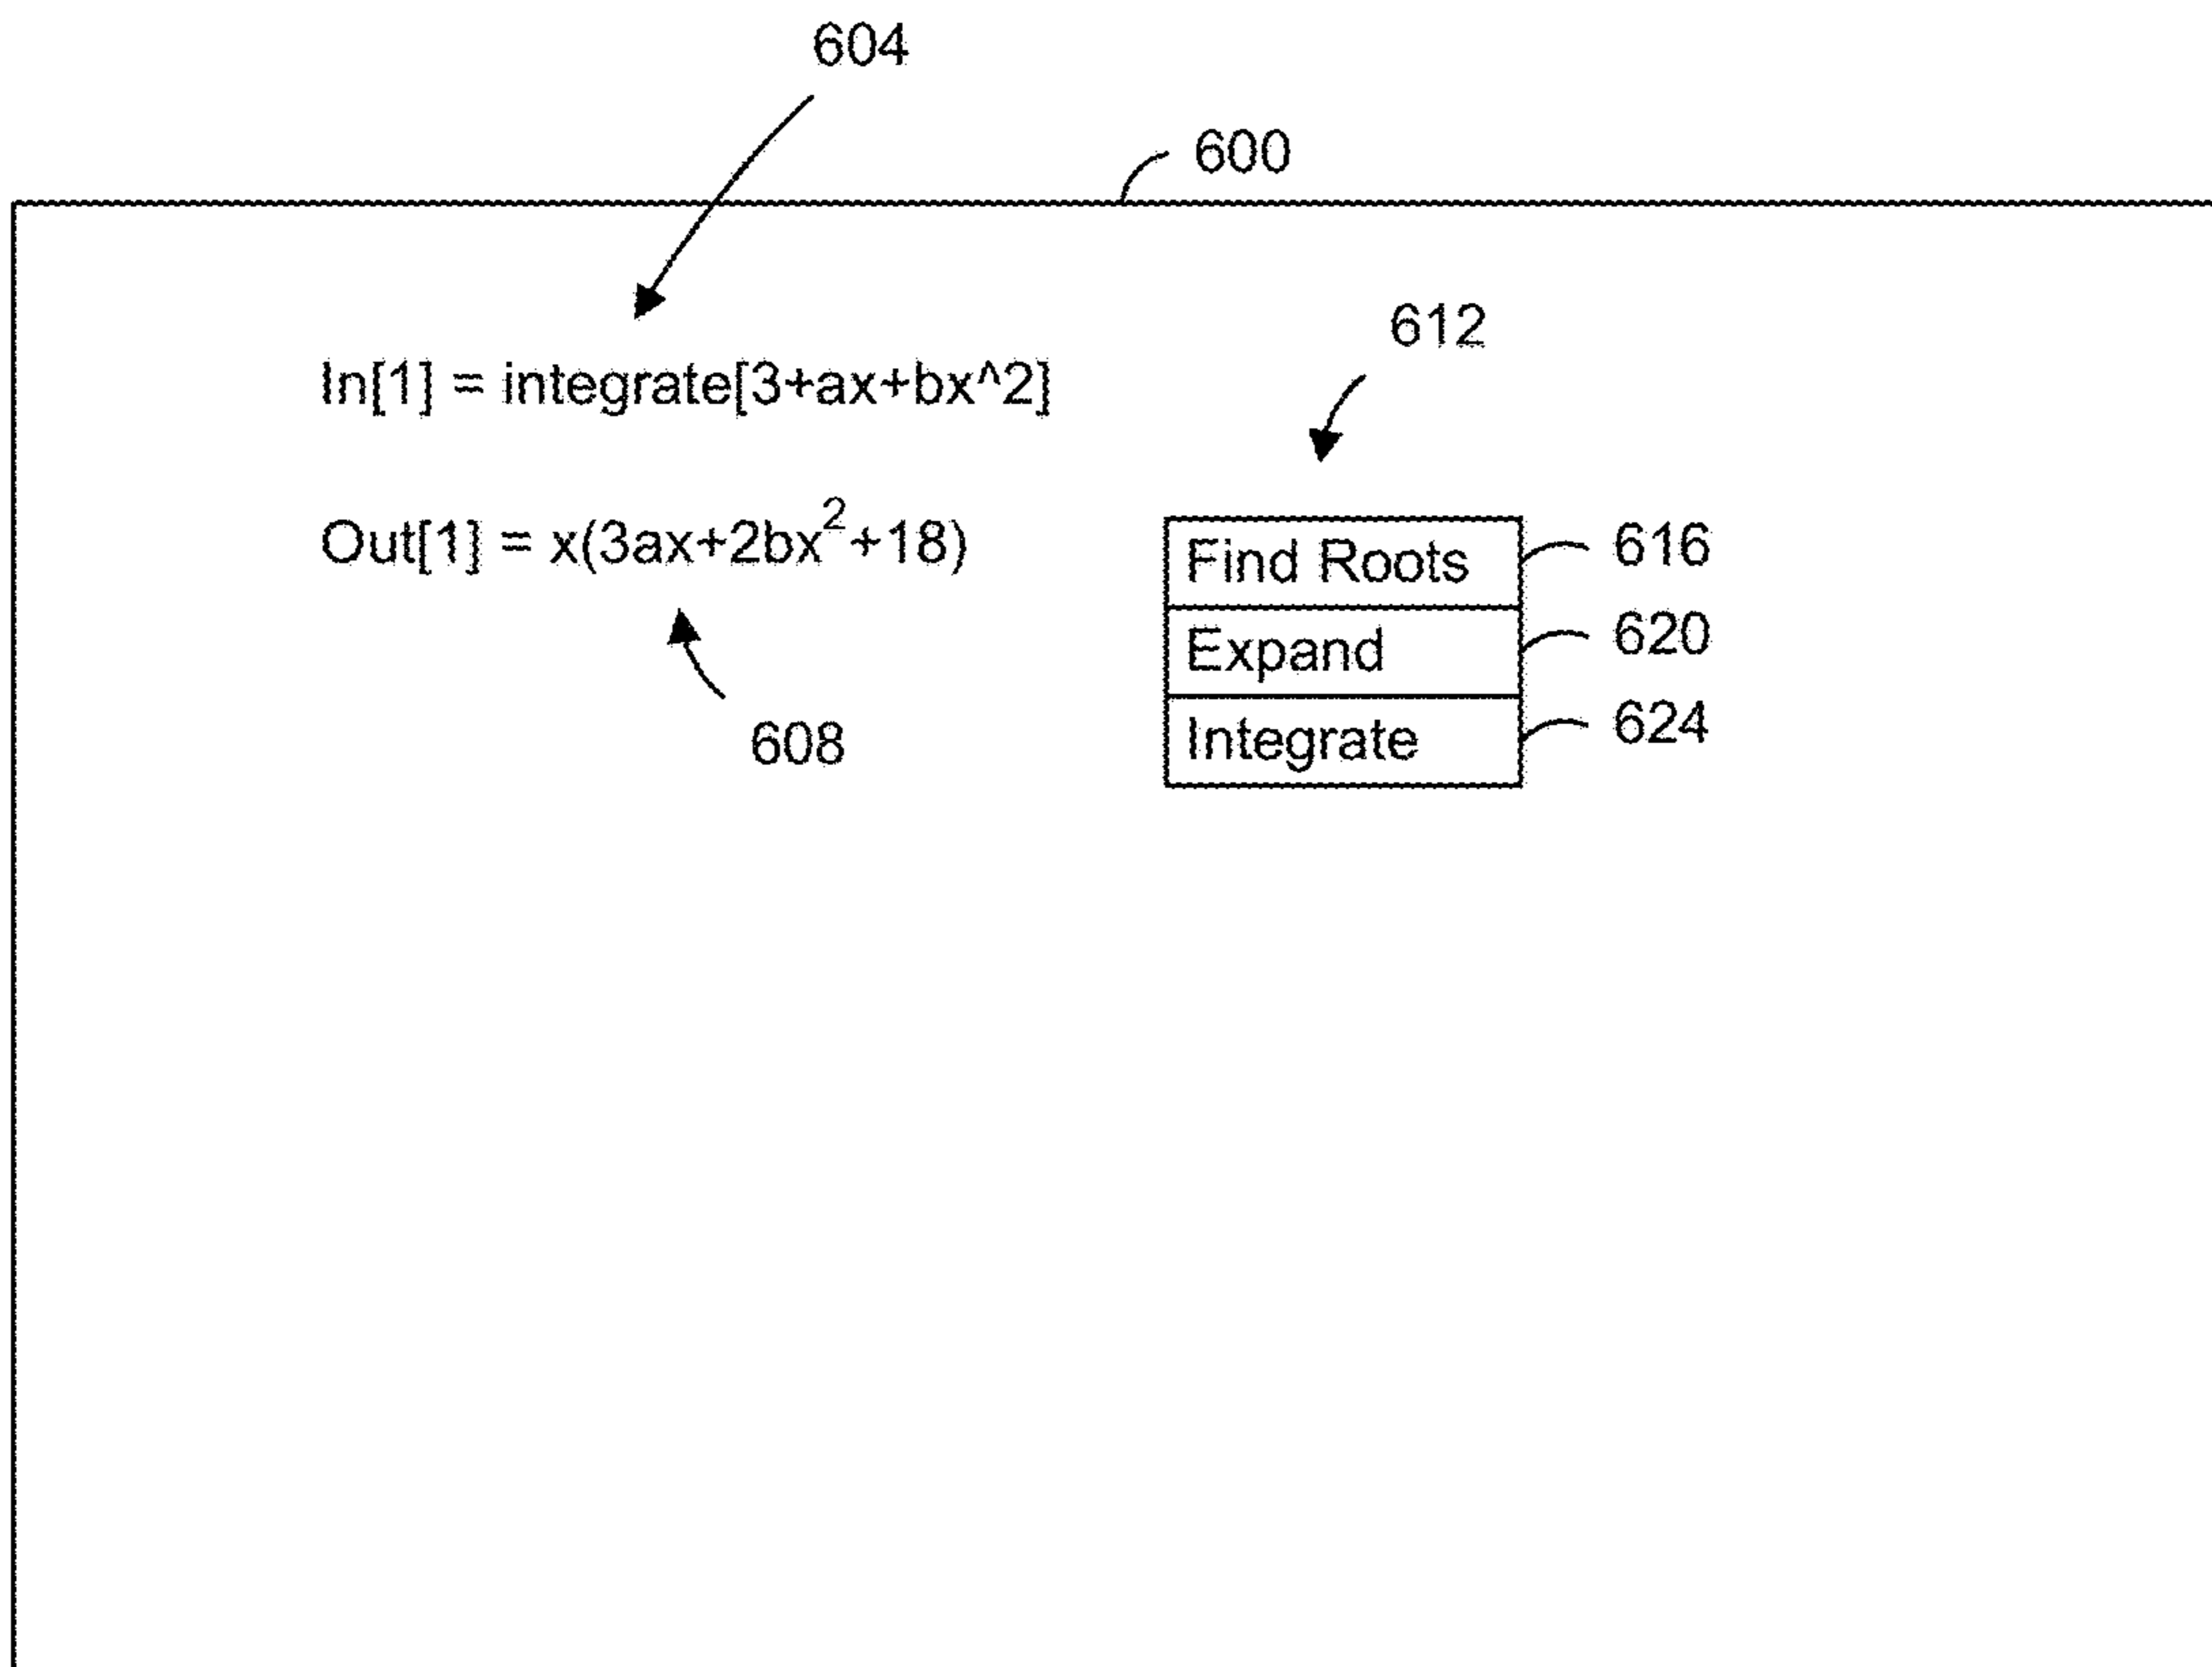 604
600
612
In[1] = integrate[3+ax+bx^2]
Out[1] = x(3ax+2bx²+18)
608
Find Roots
616
Expand
620
Integrate
624